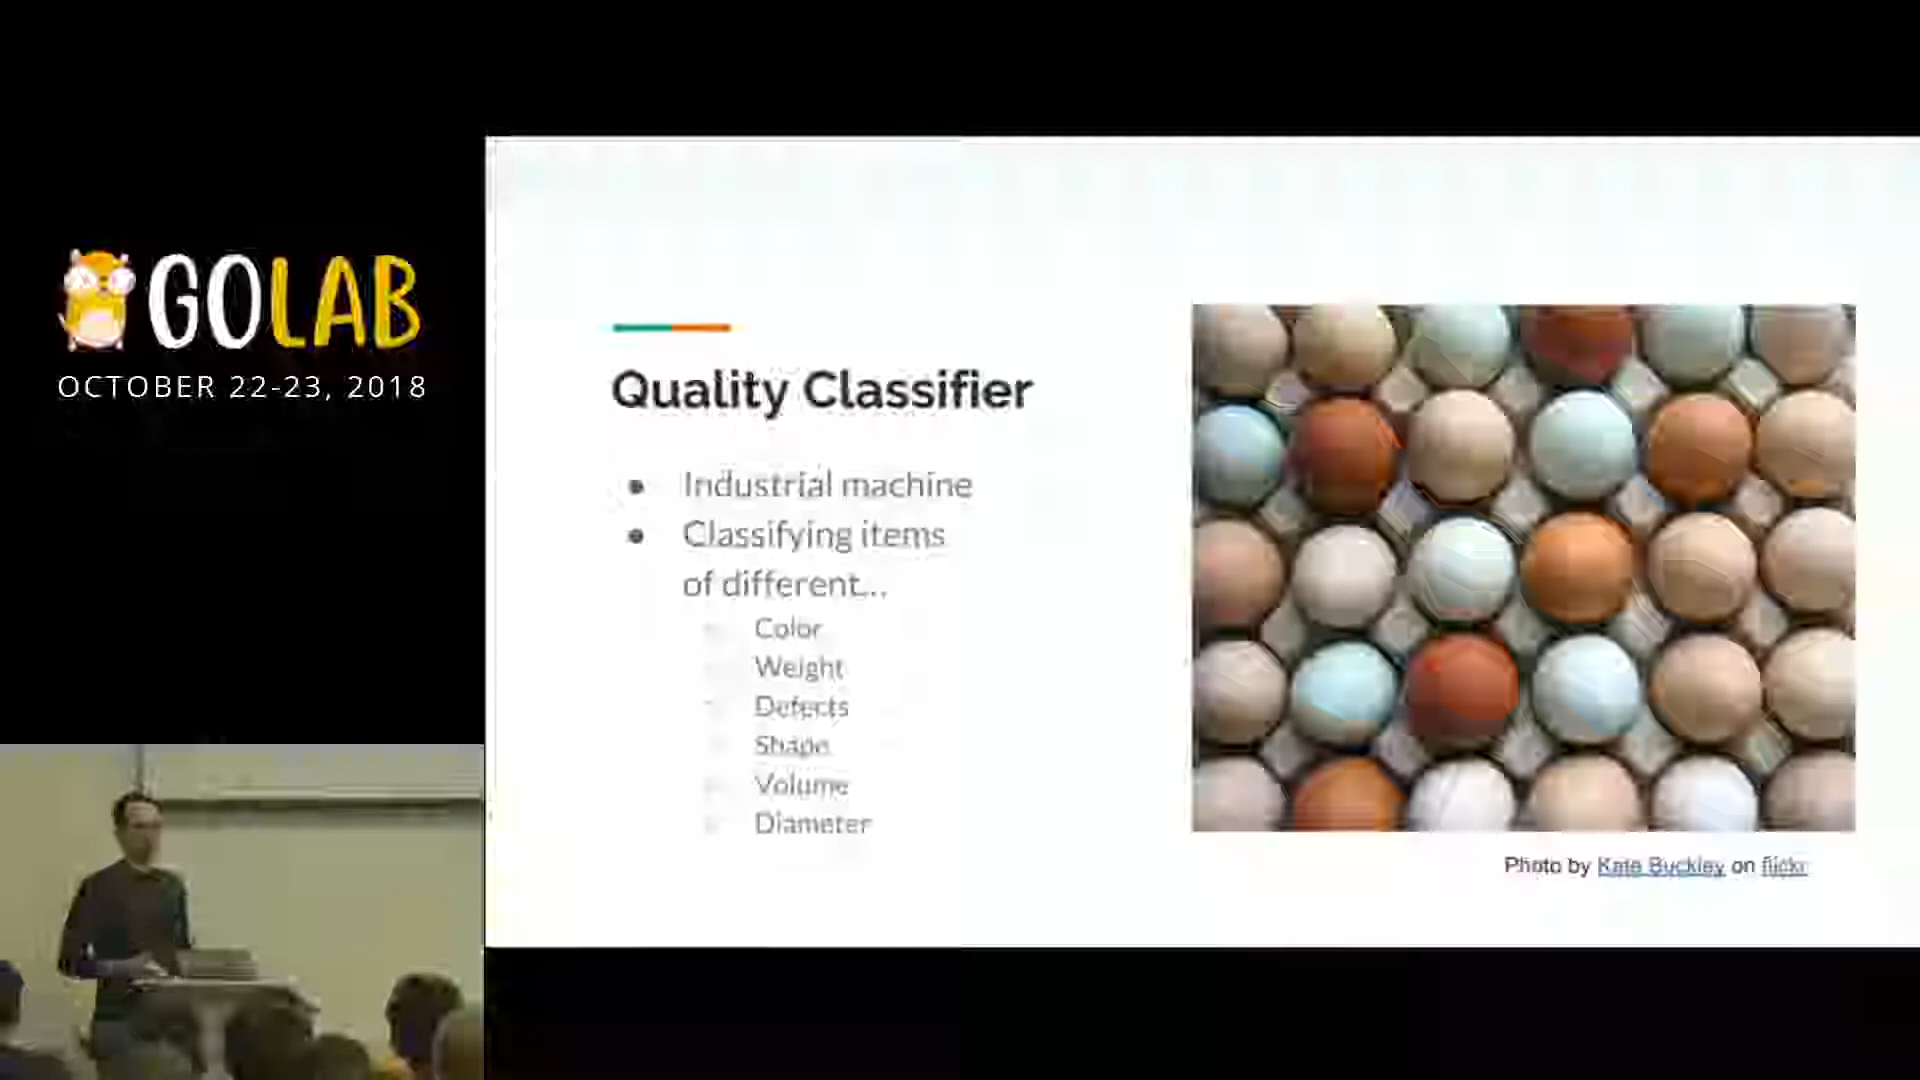 GOLAB
OCTOBER 22-23, 2018
Quality Classifier
Industrial machine
Classifying items
of different...
Color
Weight
Defects
Shape
Volume
Diameter
Photo by Kate Buckley on flickr